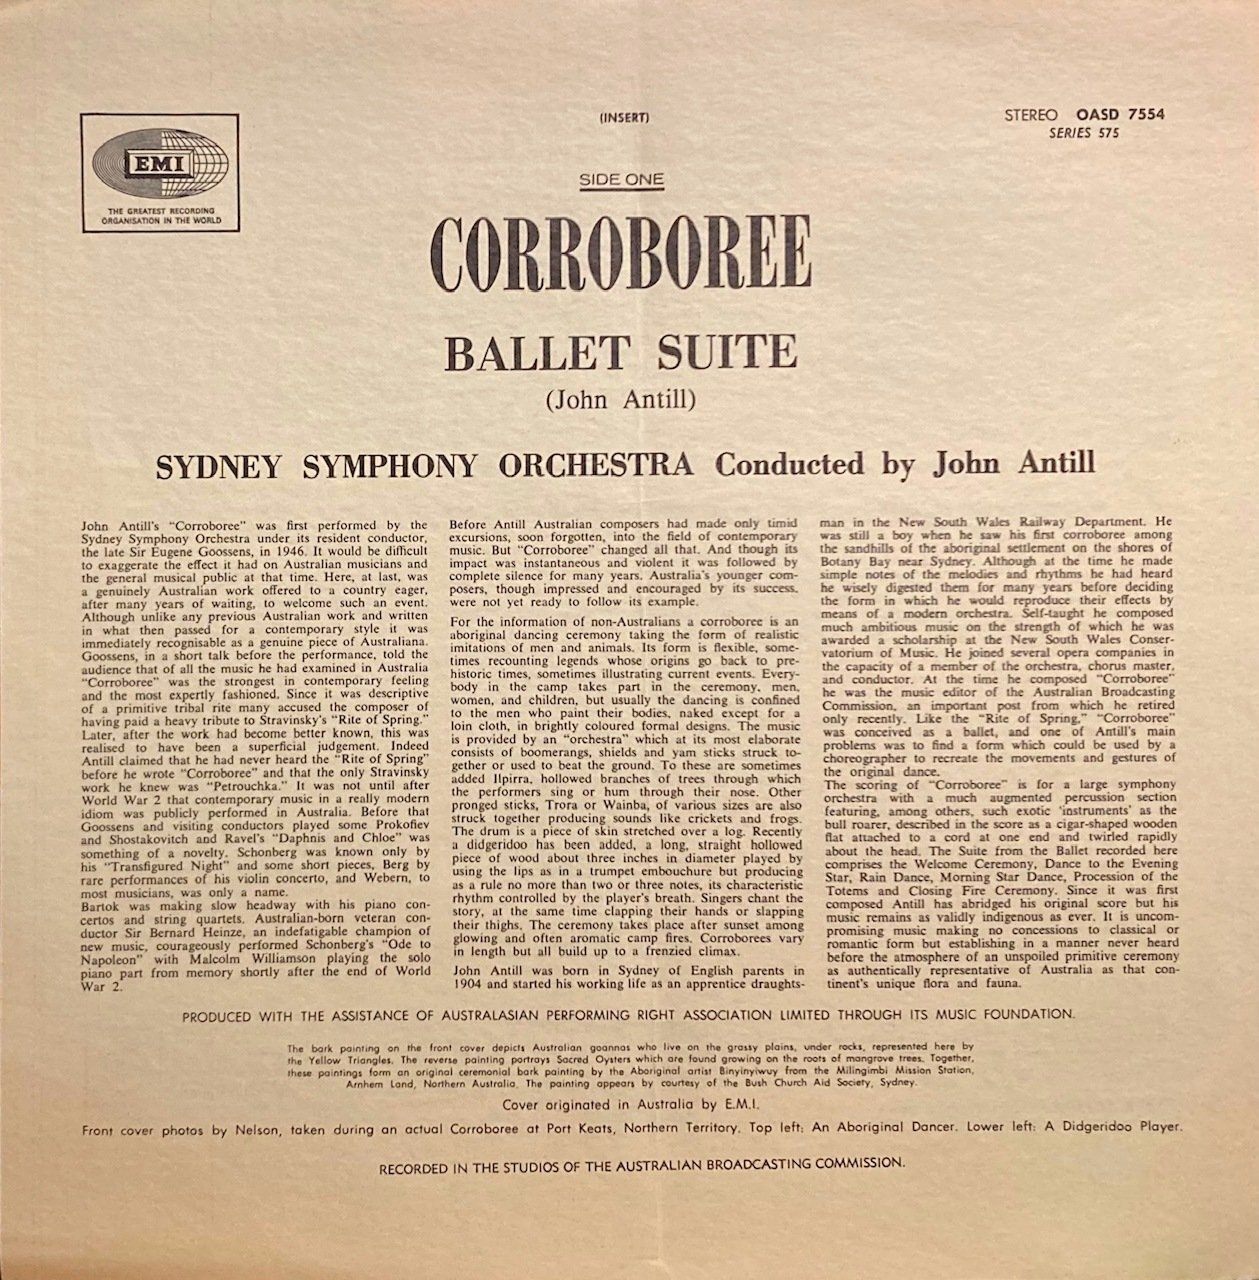 EMI
THE GREATEST RECORDING
ORGANISATION IN THE WORLD
(INSERT)
STEREO OASD 7554
SERIES 575
SIDE ONE
CORROBOREE
BALLET SUITE
(John Antill)
SYDNEY SYMPHONY ORCHESTRA Conducted by John Antill
John Antill's "Corroboree" was first performed by the
Sydney Symphony Orchestra under its resident conductor,
the late Sir Eugene Goossens, in 1946. It would be difficult
to exaggerate the effect it had on Australian musicians and
the general musical public at that time. Here, at last, was
a genuinely Australian work offered to a country eager,
after many years of waiting, to welcome such an event.
Although unlike any previous Australian work and written
in what then passed for a contemporary style it was
immediately recognisable as a genuine piece of Australiana.
Goossens, in a short talk before the performance, told the
audience that of all the music he had examined in Australia
"Corroboree" was the strongest in contemporary feeling
and the most expertly fashioned. Since it was descriptive
of a primitive tribal rite many accused the composer of
having paid a heavy tribute to Stravinsky's "Rite of Spring."
Later, after the work had become better known, this was
realised to have been a superficial judgement. Indeed
Antill claimed that he had never heard the "Rite of Spring"
before he wrote "Corroboree" and that the only Stravinsky
work he knew was "Petrouchka." It was not until after
World War 2 that contemporary music in a really modern
idiom was publicly performed in Australia. Before that
Goossens and visiting conductors played some Prokofiev
and Shostakovitch and Ravel's "Daphnis and Chloe" was
something of a novelty. Schonberg was known only by
his "Transfigured Night" and some short pieces, Berg by
rare performances of his violin concerto, and Webern, to
most musicians, was only a name.
Bartok was making slow headway with his piano con-
certos and string quartets. Australian-born veteran con-
ductor Sir Bernard Heinze, an indefatigable champion of
new music, courageously performed Schonberg's "Ode to
Napoleon" with Malcolm Williamson playing the solo
piano part from memory shortly after the end of World
War 2.
Before Antill Australian composers had made only timid
excursions, soon forgotten, into the field of contemporary
music. But "Corroboree" changed all that. And though its
impact was instantaneous and violent it was followed by
complete silence for many years. Australia's younger com-
posers, though impressed and encouraged by its success,
were not yet ready to follow its example.
For the information of non-Australians a corroboree is an
aboriginal dancing ceremony taking the form of realistic
imitations of men and animals. Its form is flexible, some-
times recounting legends whose origins go back to pre-
historic times, sometimes illustrating current events. Every-
body in the camp takes part in the ceremony, men,
women, and children, but usually the dancing is confined
to the men who paint their bodies, naked except for a
loin cloth, in brightly coloured formal designs. The music
is provided by an "orchestra" which at its most elaborate
consists of boomerangs, shields and yam sticks struck to-
gether or used to beat the ground. To these are sometimes
added Ilpirra, hollowed branches of trees through which
the performers sing or hum through their nose. Other
pronged sticks, Trora or Wainba, of various sizes are also
struck together producing sounds like crickets and frogs.
The drum is a piece of skin stretched over a log. Recently
a didgeridoo has been added, a long, straight hollowed
piece of wood about three inches in diameter played by
using the lips as in a trumpet embouchure but producing
as a rule no more than two or three notes, its characteristic
rhythm controlled by the player's breath. Singers chant the
story, at the same time clapping their hands or slapping
their thighs. The ceremony takes place after sunset among
glowing and often aromatic camp fires. Corroborees vary
in length but all build up to a frenzied climax.
John Antill was born in Sydney of English parents in
1904 and started his working life as an apprentice draughts-
man in the New South Wales Railway Department. He
was still a boy when he saw his first corroboree among
the sandhills of the aboriginal settlement on the shores of
Botany Bay near Sydney. Although at the time he made
simple notes of the melodies and rhythms he had heard
he wisely digested them for many years before deciding
the form in which he would reproduce their effects by
means of a modern orchestra. Self-taught he composed
much ambitious music on the strength of which he was
awarded a scholarship at the New South Wales Conser-
vatorium of Music. He joined several opera companies in
the capacity of a member of the orchestra, chorus master,
and conductor. At the time he composed "Corroboree"
he was the music editor of the Australian Broadcasting
Commission, an important post from which he retired
only recently. Like the "Rite of Spring," "Corroboree"
was conceived as a ballet, and one of Antill's main
problems was to find a form which could be used by a
choreographer to recreate the movements and gestures of
the original dance.
The scoring of "Corroboree" is for a large symphony
orchestra with a much augmented percussion section
featuring, among others, such exotic 'instruments' as the
bull roarer, described in the score as a cigar-shaped wooden
flat attached to a cord at one end and twirled rapidly
about the head. The Suite from the Ballet recorded here
comprises the Welcome Ceremony, Dance to the Evening
Star, Rain Dance, Morning Star Dance, Procession of the
Totems and Closing Fire Ceremony. Since it was first
composed Antill has abridged his original score but his
music remains as validly indigenous as ever. It is uncom-
promising music making no concessions to classical or
romantic form but establishing in a manner never heard
before the atmosphere of an unspoiled primitive ceremony
as authentically representative of Australia as that con-
tinent's unique flora and fauna.
PRODUCED WITH THE ASSISTANCE OF AUSTRALASIAN PERFORMING RIGHT ASSOCIATION LIMITED THROUGH ITS MUSIC FOUNDATION.
The bark painting on the front cover depicts Australian goannas who live on the grassy plains, under rocks, represented here by
the Yellow Triangles. The reverse painting portrays Sacred Oysters which are found growing on the roots of mangrove trees. Together,
these paintings form an original ceremonial bark painting by the Aboriginal artist Binyinyiwuy from the Milingimbi Mission Station,
Arnhem Land, Northern Australia. The painting appears by courtesy of the Bush Church Aid Society, Sydney.
Cover originated in Australia by E.M.I.
Front cover photos by Nelson, taken during an actual Corroboree at Port Keats, Northern Territory. Top left: An Aboriginal Dancer. Lower left: A Didgeridoo Player.
RECORDED IN THE STUDIOS OF THE AUSTRALIAN BROADCASTING COMMISSION.